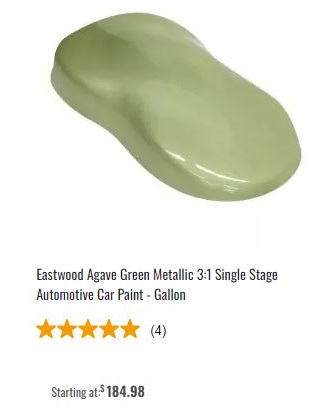 Eastwood Agave Green Metallic 3:1 Single Stage
Automotive Car Paint - Gallon
(4)
Starting at:$184.98